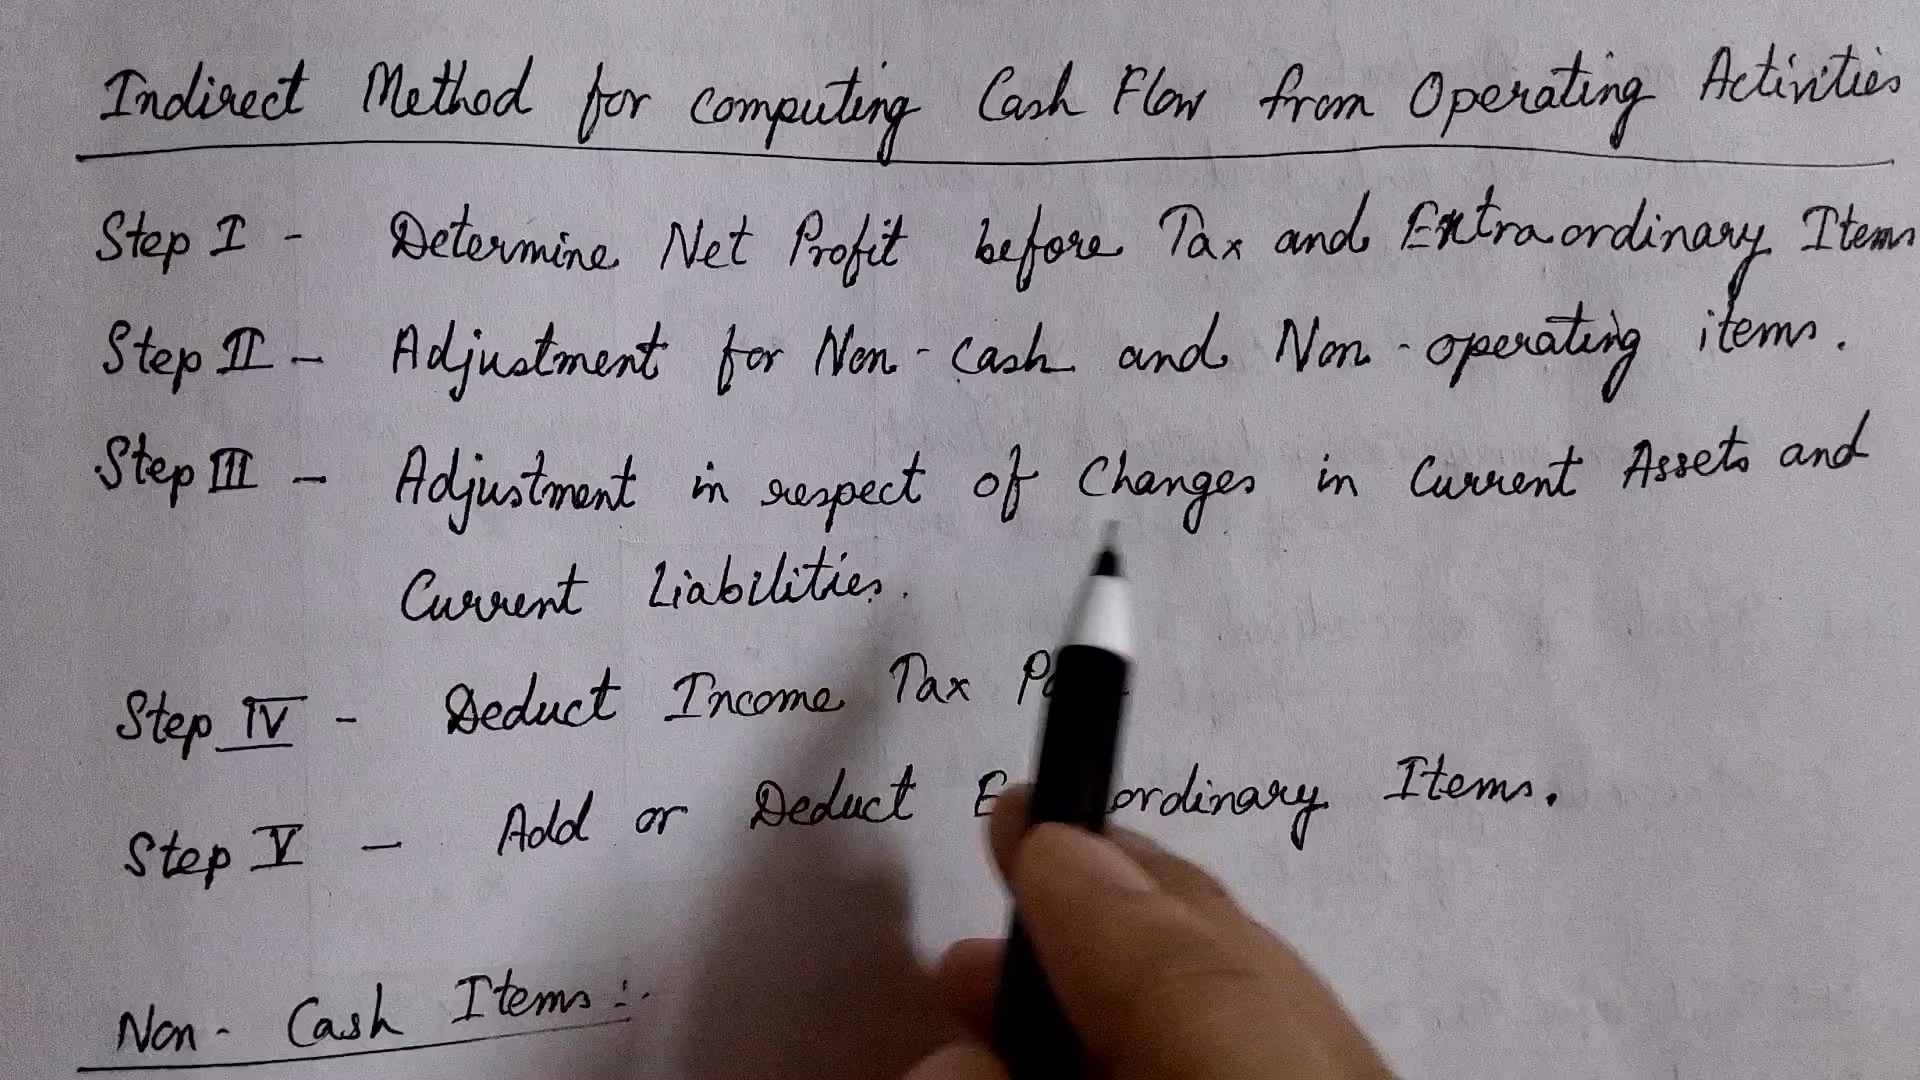 Indirect Method for computing Cash Flow from Operating Activities
Step I - Determine Net Profit before Tax and Extraordinary Items
Step II - Adjustment for Non-Cash and Non-operating items.
Step III - Adjustment in respect of Changes in Current Assets and
Current Liabilities.
Step IV - Deduct Income Tax
Step V - Add or Deduct Items.
Non-Cash Items:-